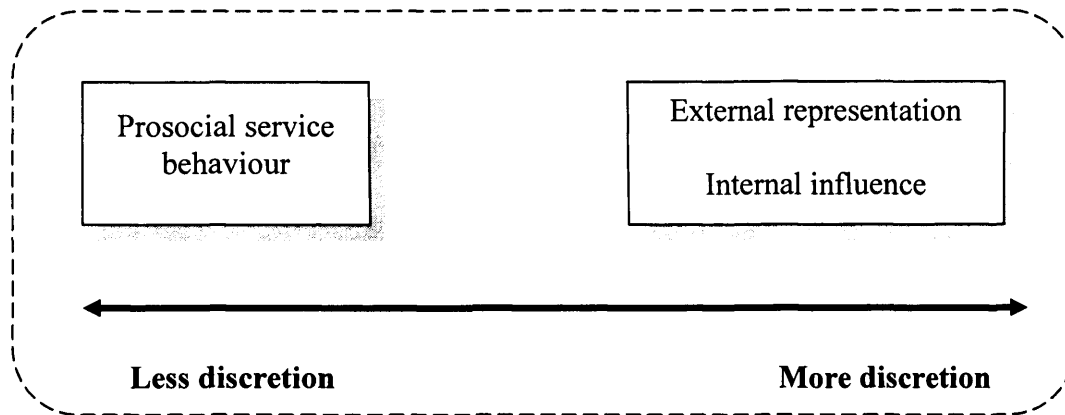 Prosocial service
behaviour
External representation
Internal influence
Less discretion
More discretion